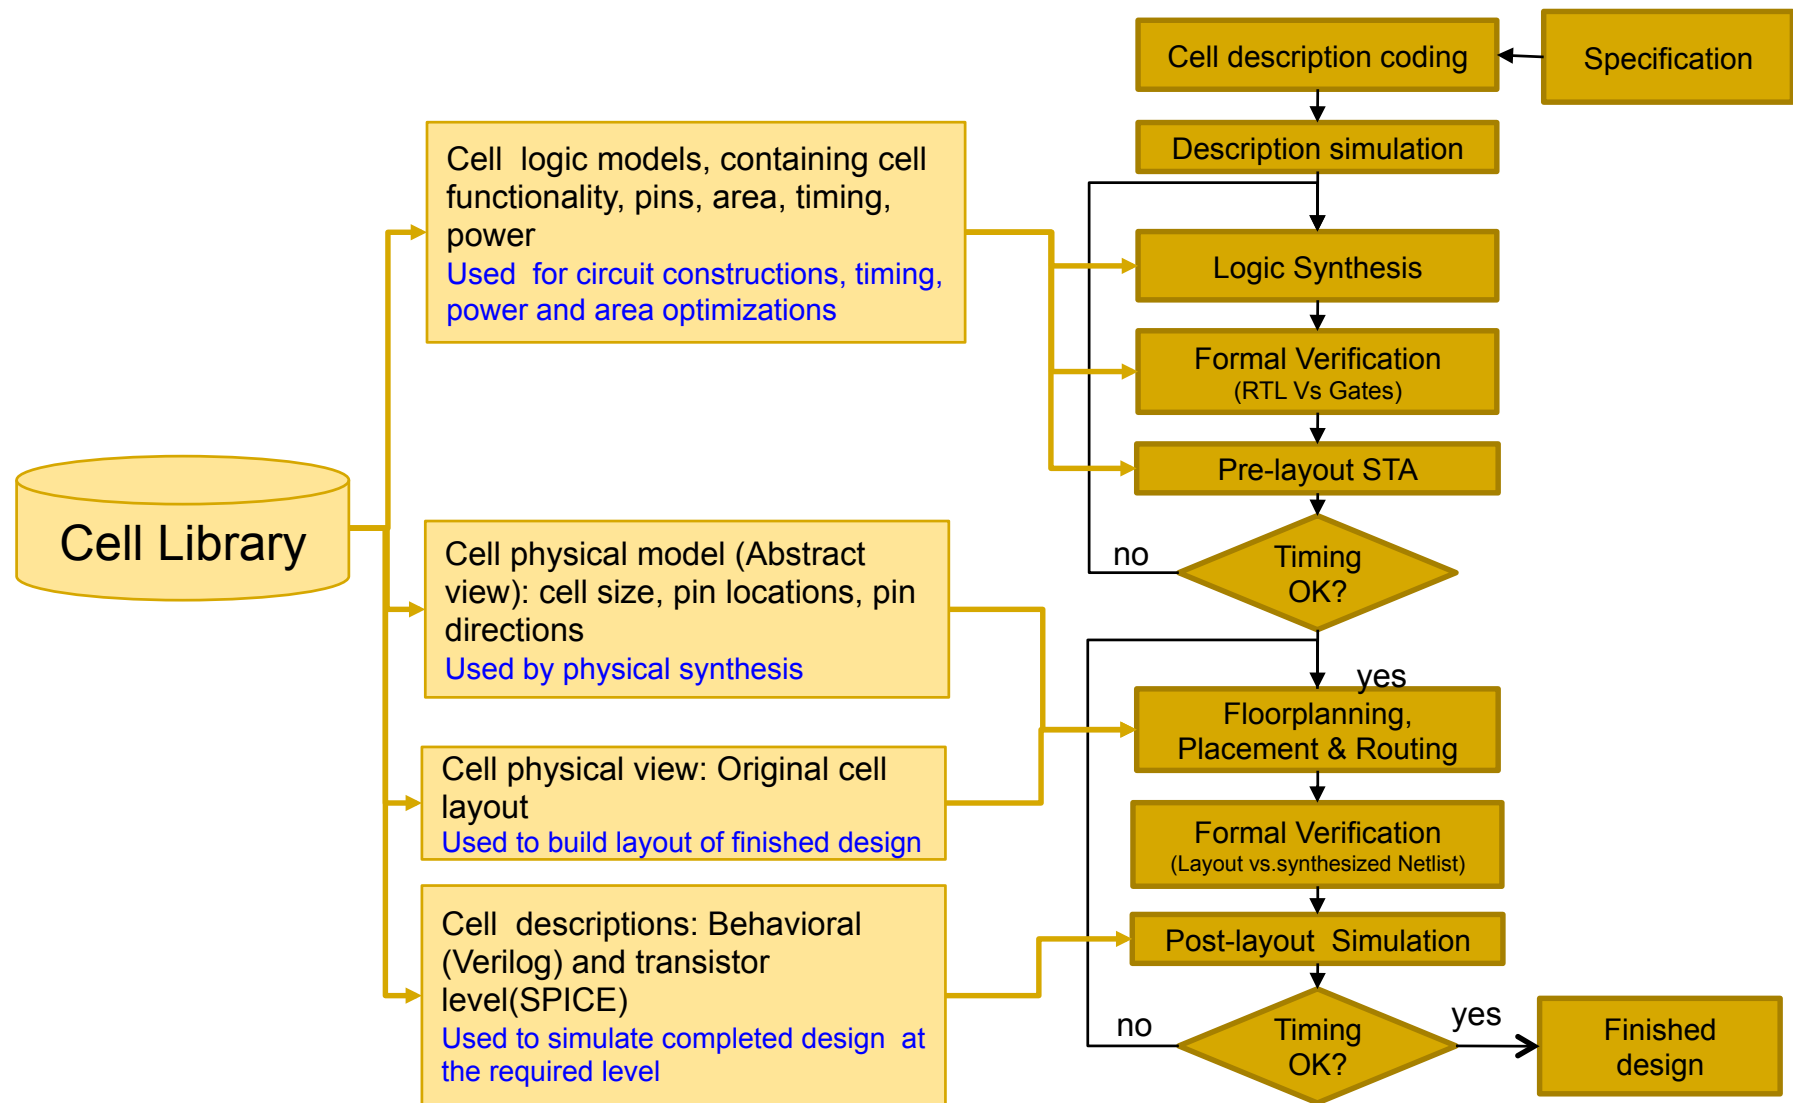 Cell description coding
Specification
Description simulation
Cell  logic models, containing cell
functionality, pins, area, timing,
power
Used  for circuit constructions, timing,
power and area optimizations
Logic Synthesis
Formal Verification
(RTL Vs Gates)
Pre-layout STA
Cell Library
Cell physical model (Abstract
view): cell size, pin locations, pin
directions
Used by physical synthesis
no
Timing
OK?
yes
Floorplanning,
Placement & Routing
Cell physical view: Original cell
layout
Used to build layout of finished design
Formal Verification
(Layout vs.synthesized Netlist)
Cell  descriptions: Behavioral
(Verilog) and transistor
level(SPICE)
Used to simulate completed design  at
the required level
Post-layout  Simulation
no
Timing
OK?
yes
Finished
design